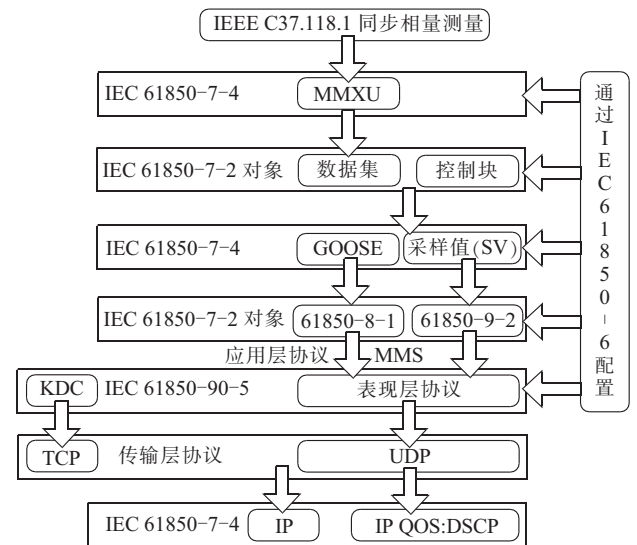 IEEE C37.118.1 同步相量测量
IEC 61850-7-4 MMXU
IEC 61850-7-2 对象 数据集 控制块
IEC 61850-7-4 GOOSE 采样值(SV)
IEC 61850-7-2 对象 61850-8-1 61850-9-2
应用层协议 MMS
KDC IEC 61850-90-5 表现层协议
TCP 传输层协议 UDP
IEC 61850-7-4 IP IP QOS:DSCP
通过IEC61850-6配置